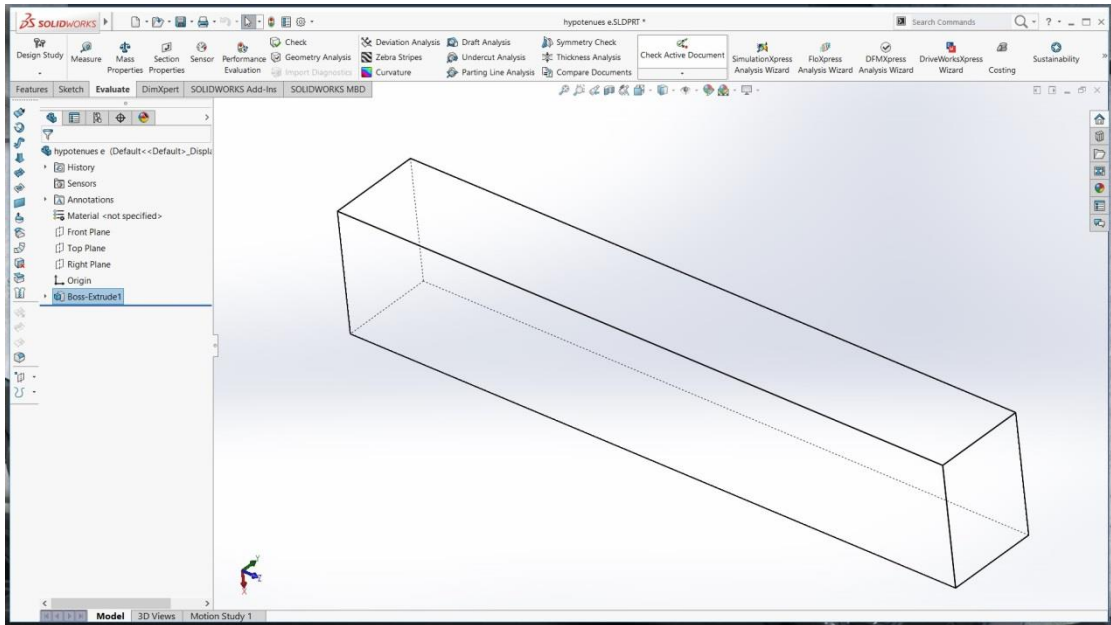 SOLIDWORKS
hypotenues e.SLDPRT *
Search Commands
Design Study
Measure
Mass Properties
Section Properties
Sensor
Performance Evaluation
Check
Geometry Analysis
Import Diagnostics
Deviation Analysis
Zebra Stripes
Curvature
Draft Analysis
Undercut Analysis
Parting Line Analysis
Symmetry Check
Thickness Analysis
Compare Documents
Check Active Document
SimulationXpress Analysis Wizard
FloXpress Analysis Wizard
DFMXpress Analysis Wizard
DriveWorksXpress Wizard
Costing
Sustainability
Features Sketch Evaluate DimXpert SOLIDWORKS Add-Ins SOLIDWORKS MBD
hypotenues e (Default<<Default>_Displa
History
Sensors
Annotations
Material <not specified>
Front Plane
Top Plane
Right Plane
Origin
Boss-Extrude1
Y
Z
X
Model 3D Views Motion Study 1